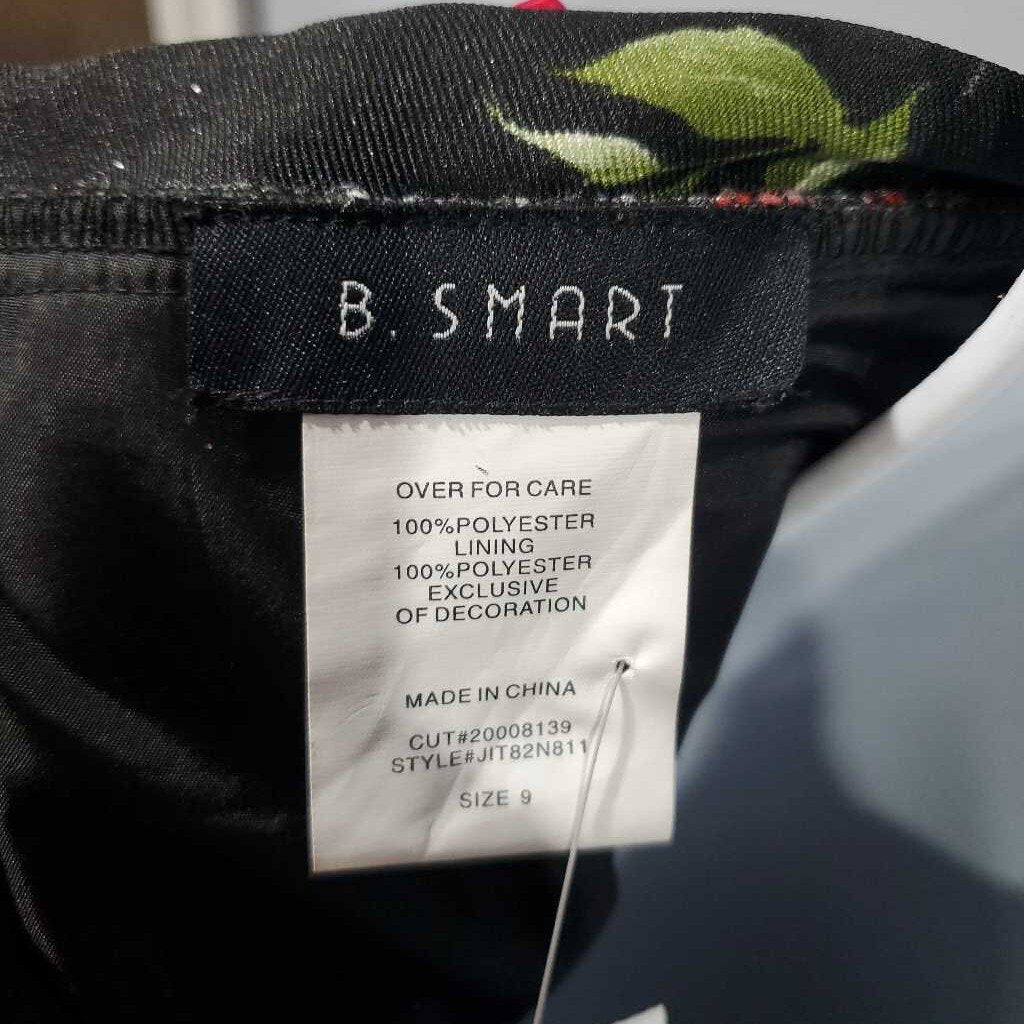 B. SMART
OVER FOR CARE
100%POLYESTER
LINING
100%POLYESTER
EXCLUSIVE
OF DECORATION
MADE IN CHINA
CUT#20008139
STYLE#JIT82N811
SIZE 9